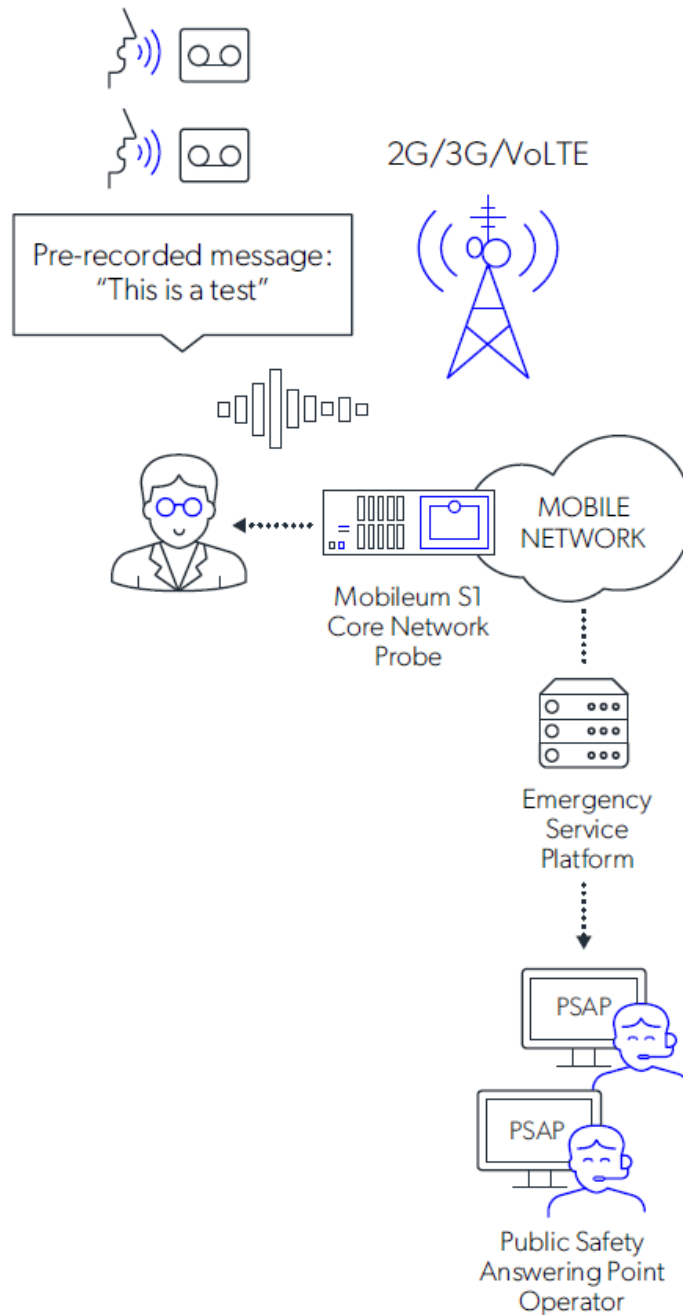 2G/3G/VoLTE
Pre-recorded message:
“This is a test”
MOBILE
NETWORK
Mobileum S1
Core Network
Probe
Emergency
Service
Platform
PSAP
PSAP
Public Safety
Answering Point
Operator